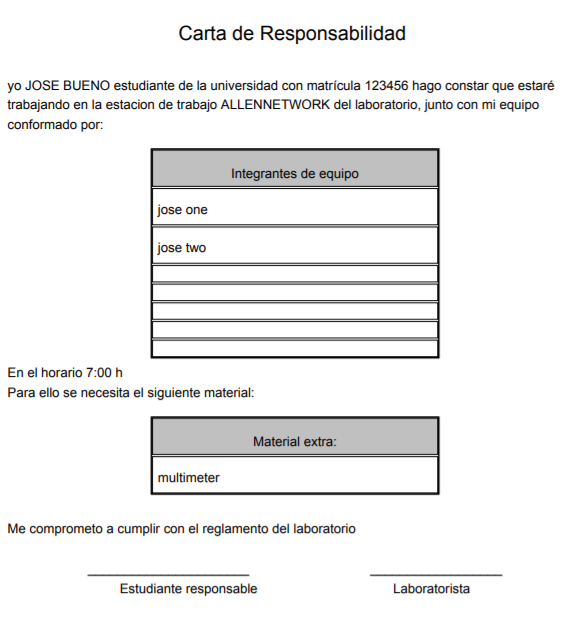 Carta de Responsabilidad
yo JOSE BUENO estudiante de la universidad con matrícula 123456 hago constar que estaré
trabajando en la estacion de trabajo ALLENNETWORK del laboratorio, junto con mi equipo
conformado por:
Integrantes de equipo
jose one
jose two
En el horario 7:00 h
Para ello se necesita el siguiente material:
Material extra:
multimeter
Me comprometo a cumplir con el reglamento del laboratorio
Estudiante responsable
Laboratorista